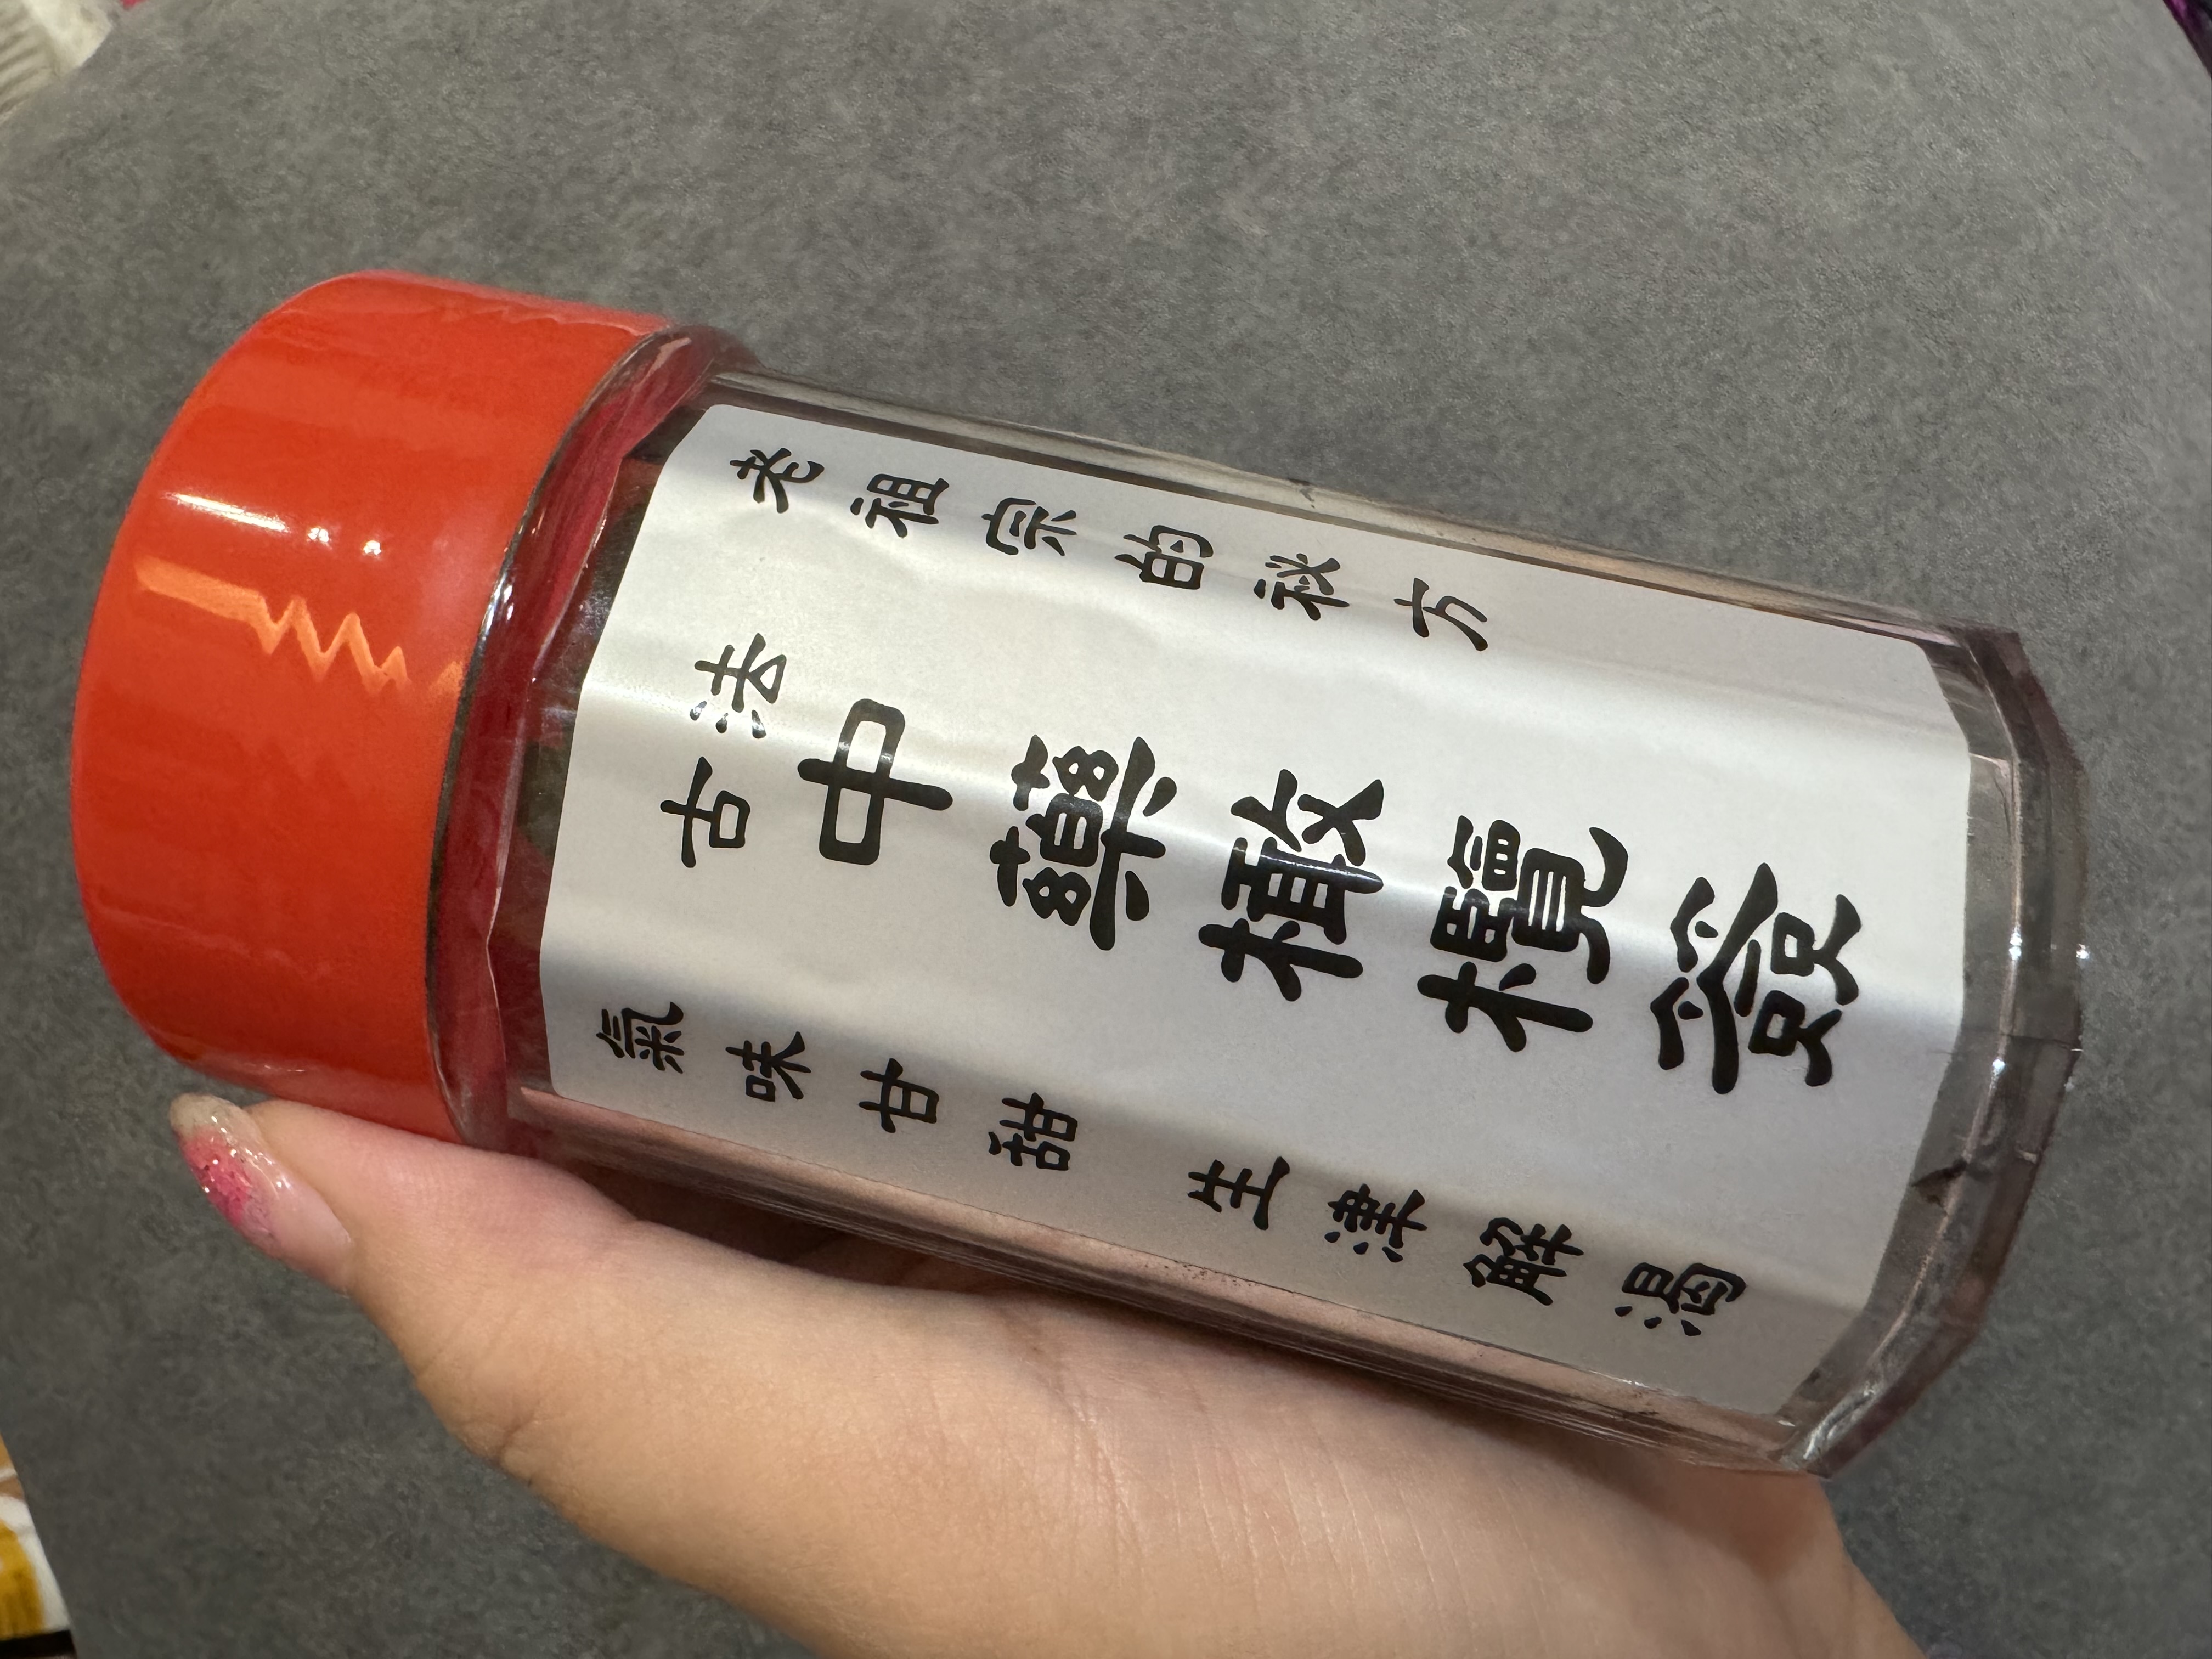 老祖宗的秘方
古法
中藥橄欖簽
氣味甘甜 生津解渴